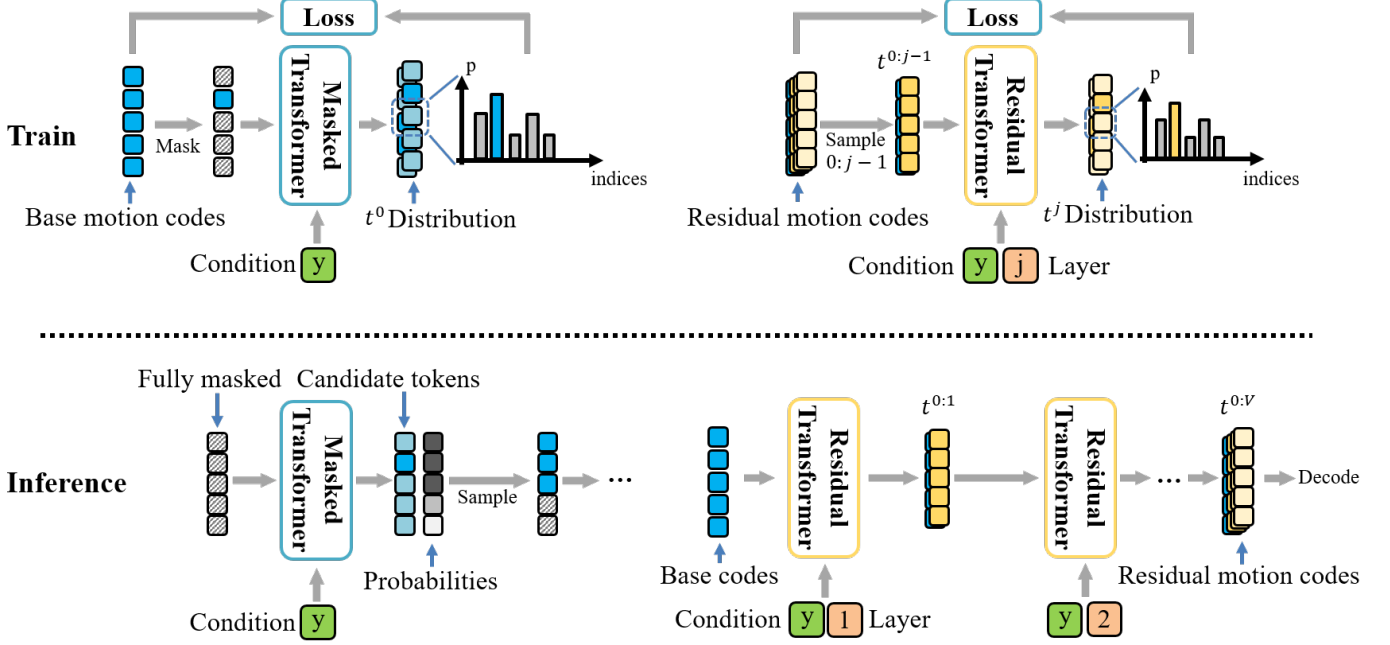 Train
Loss
Mask
Masked
Transformer
p
indices
Base motion codes
t⁰ Distribution
Condition
y
Loss
t^{0:j−1}
Sample
0: j − 1
Residual
Transformer
p
indices
Residual motion codes
t^j Distribution
Condition
y
j
Layer
Inference
Fully masked
Candidate tokens
Masked
Transformer
Sample
...
Probabilities
Condition
y
Residual
Transformer
t^{0:1}
Residual
Transformer
...
t^{0:V}
Decode
Base codes
Residual motion codes
Condition
y
1
Layer
y
2